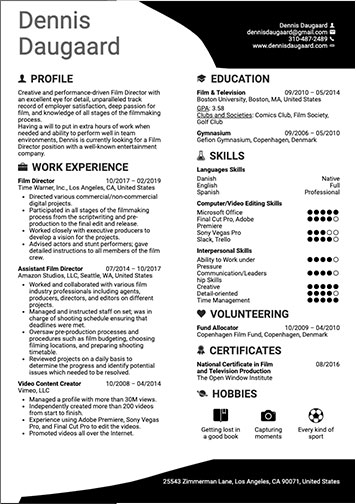 Dennis
Daugaard
Dennis Daugaard
dennisdaugaard@gmail.com
310-487-2489
www.dennisdaugaard.com
PROFILE
Creative and performance-driven Film Director with
an excellent eye for detail, unparalleled track
record of employer satisfaction, deep passion for
film, and knowledge of all stages of the filmmaking
process.
Having a will to put in extra hours of work when
needed and ability to perform well in team
environments, Dennis is currently looking for a Film
Director position with a well-known entertainment
company.
WORK EXPERIENCE
Film Director 10/2017 – 02/2019
Time Warner, Inc., Los Angeles, CA, United States
• Directed various commercial/non-commercial
digital projects.
• Participated in all stages of the filmmaking
process from the scriptwriting and pre-
production to the final edit and release.
• Worked closely with executive producers to
develop a vision for the projects.
• Advised actors and stunt performers; gave
detailed instructions to all members of the film
crew.
Assistant Film Director 07/2014 – 10/2017
Amazon Studios, LLC, Seattle, WA, United States
• Worked and collaborated with various film
industry professionals including agents,
producers, directors, and editors on different
projects.
• Managed and instructed staff on set; was in
charge of shooting schedule ensuring that
deadlines were met.
• Oversaw pre-production processes and
procedures such as film budgeting, choosing
filming locations, and preparing shooting
timetable.
• Reviewed projects on a daily basis to
determine the progress and identify potential
issues which needed to be resolved.
Video Content Creator 10/2008 – 04/2014
Vimeo, LLC
• Managed a profile with more than 30M views.
• Independently created more than 200 videos
from start to finish.
• Experience using Adobe Premiere, Sony Vegas
Pro, and Final Cut Pro to edit the videos.
• Promoted videos all over the Internet.
EDUCATION
Film & Television 09/2010 – 05/2014
Boston University, Boston, MA, United States
GPA: 3.58
Clubs and Societies: Comics Club, Film Society,
Golf Club
Gymnasium 09/2006 – 05/2010
Gefion Gymnasium, Copenhagen, Denmark
SKILLS
Languages Skills
Danish Native
English Full
Spanish Professional
Computer/Video Editing Skills
Microsoft Office
Final Cut Pro, Adobe
Premiere
Sony Vegas Pro
Slack, Trello
Interpersonal Skills
Ability to Work under
Pressure
Communication/Leaders
hip Skills
Creative
Detail-oriented
Time Management
VOLUNTEERING
Fund Allocator 10/2009 – 04/2010
Copenhagen Film Fund, Copenhagen, Denmark
CERTIFICATES
National Certificate in Film 08/2016
and Television Production
The Open Window Institute
HOBBIES
Getting lost in
a good book
Capturing
moments
Every kind of
sport!
25543 Zimmerman Lane, Los Angeles, CA 90071, United States